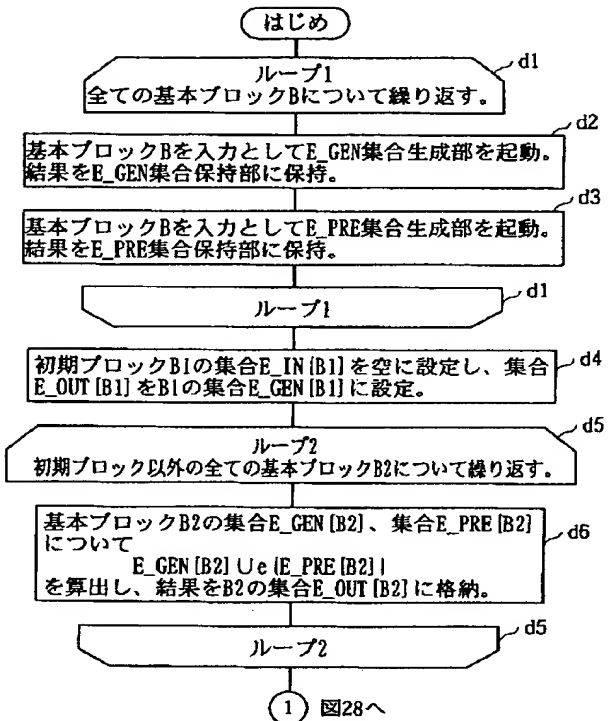 はじめ
d1
ループ1
全ての基本ブロックBについて繰り返す。
d2
基本ブロックBを入力としてE_GEN集合生成部を起動。
結果をE_GEN集合保持部に保持。
d3
基本ブロックBを入力としてE_PRE集合生成部を起動。
結果をE_PRE集合保持部に保持。
d1
ループ1
d4
初期ブロックB1の集合E_IN[B1]を空に設定し、集合
E_OUT[B1]をB1の集合E_GEN[B1]に設定。
d5
ループ2
初期ブロック以外の全ての基本ブロックB2について繰り返す。
d6
基本ブロックB2の集合E_GEN[B2]、集合E_PRE[B2]
について
E_GEN[B2]∪e{E_PRE[B2]}
を算出し、結果をB2の集合E_OUT[B2]に格納。
d5
ループ2
1 図28へ